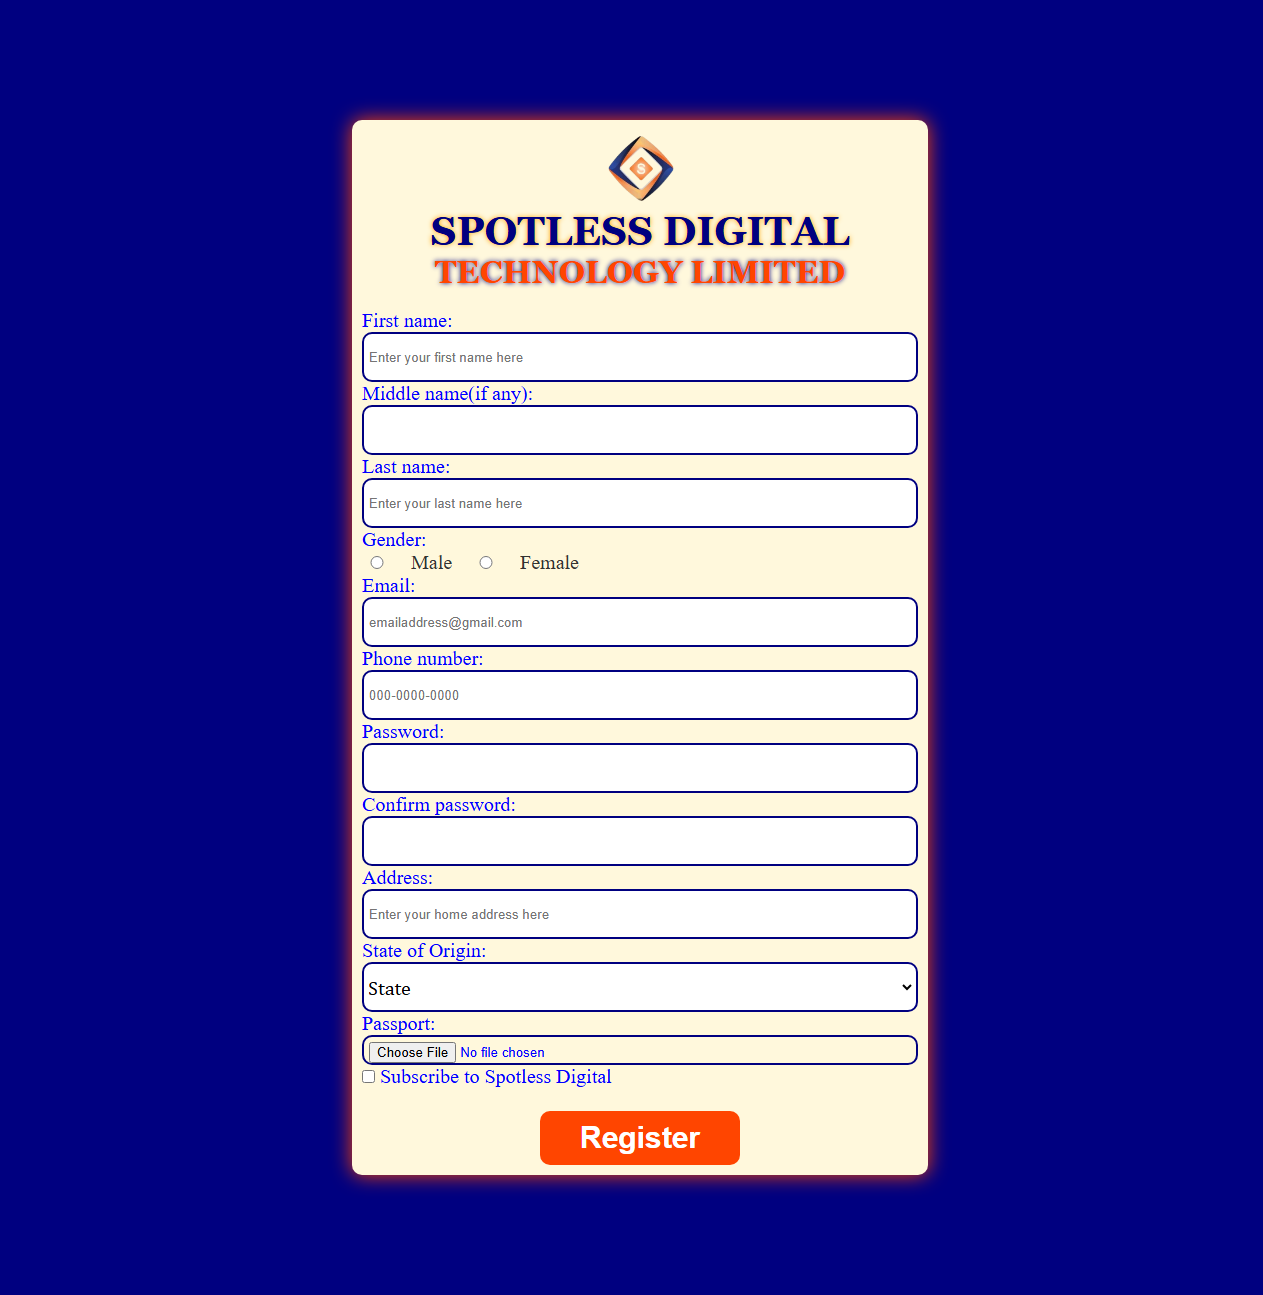 S
SPOTLESS DIGITAL
TECHNOLOGY LIMITED
First name:
Enter your first name here
Middle name(if any):
Last name:
Enter your last name here
Gender:
Male Female
Email:
emailaddress@gmail.com
Phone number:
000-0000-0000
Password:
Confirm password:
Address:
Enter your home address here
State of Origin:
State
Passport:
Choose File No file chosen
Subscribe to Spotless Digital
Register